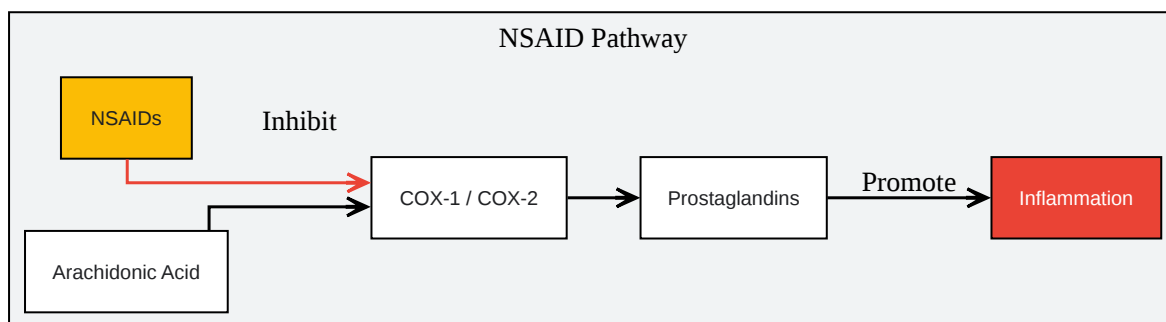 NSAID Pathway
NSAIDs
Inhibit
COX-1 / COX-2
Prostaglandins
Promote
Inflammation
Arachidonic Acid